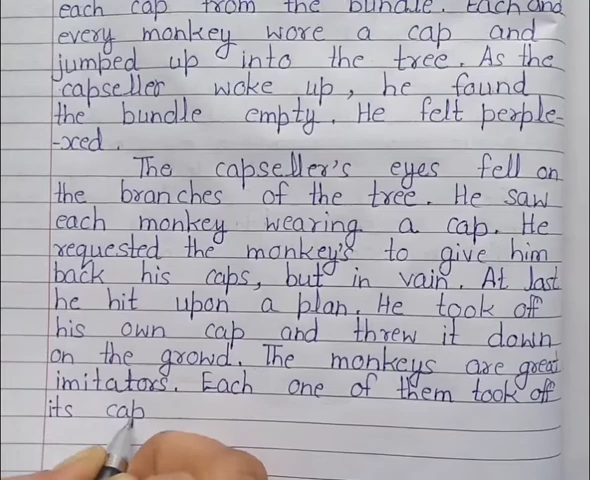 each cap from the bundle. Each and
every monkey wore a cap and
jumped up into the tree. As the
capseller woke up, he found
the bundle empty. He felt perple-
-xed.
The capseller's eyes fell on
the branches of the tree. He saw
each monkey wearing a cap. He
requested the monkey's to give him
back his caps, but in vain. At last
he hit upon a plan. He took off
his own cap and threw it down
on the growd. The monkeys are great
imitators. Each one of them took off
its cap